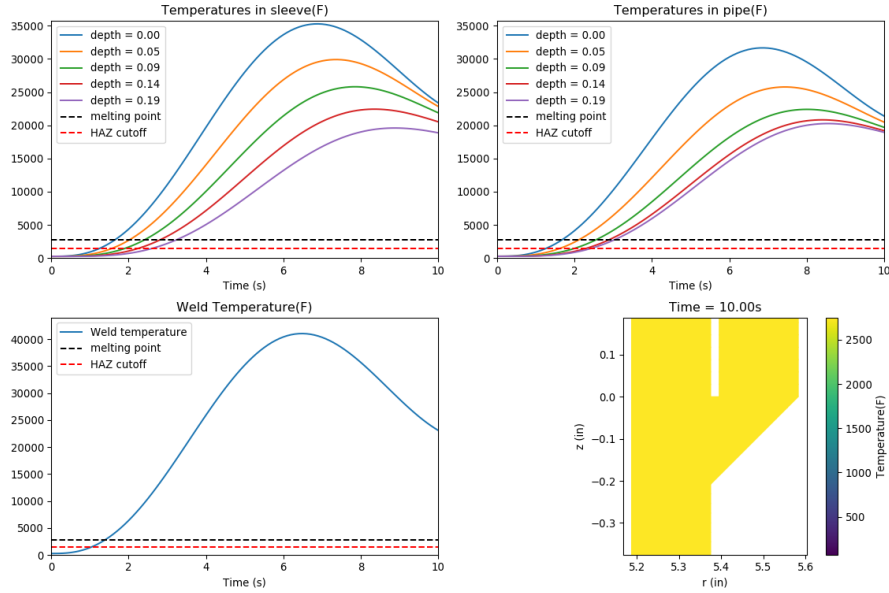 Temperatures in sleeve(F)
35000
30000
25000
20000
15000
10000
5000
0
depth = 0.00
depth = 0.05
depth = 0.09
depth = 0.14
depth = 0.19
melting point
HAZ cutoff
0 2 4 6 8 10
Time (s)
Temperatures in pipe(F)
35000
30000
25000
20000
15000
10000
5000
0
depth = 0.00
depth = 0.05
depth = 0.09
depth = 0.14
depth = 0.19
melting point
HAZ cutoff
0 2 4 6 8 10
Time (s)
Weld Temperature(F)
40000
35000
30000
25000
20000
15000
10000
5000
0
Weld temperature
melting point
HAZ cutoff
0 2 4 6 8 10
Time (s)
Time = 10.00s
z (in)
0.1
0.0
−0.1
−0.2
−0.3
5.2 5.3 5.4 5.5 5.6
r (in)
2500
2000
1500
1000
500
Temperature(F)